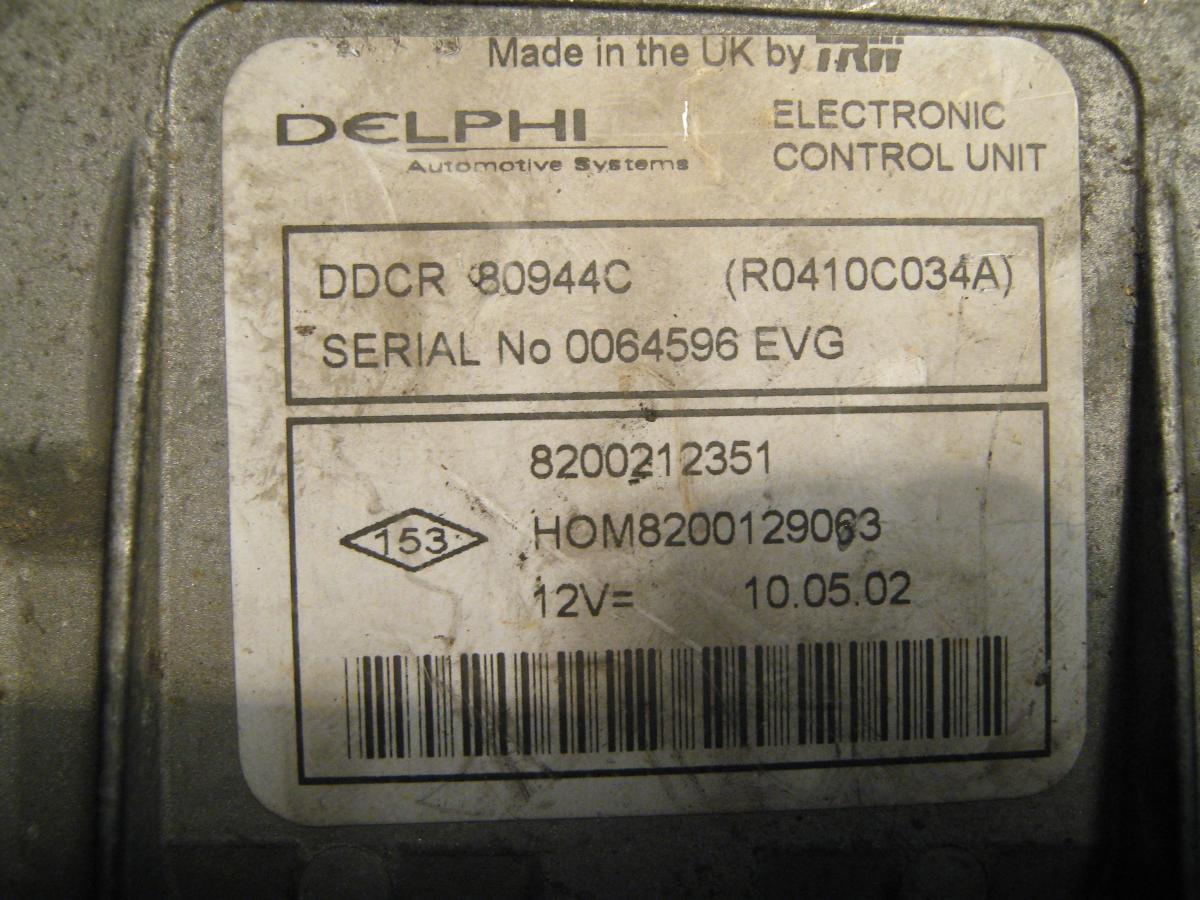 Made in the UK by TRW
DELPHI
Automotive Systems
ELECTRONIC
CONTROL UNIT
DDCR 80944C (R0410C034A)
SERIAL No 0064596 EVG
8200212351
153
HOM8200129063
12V= 10.05.02